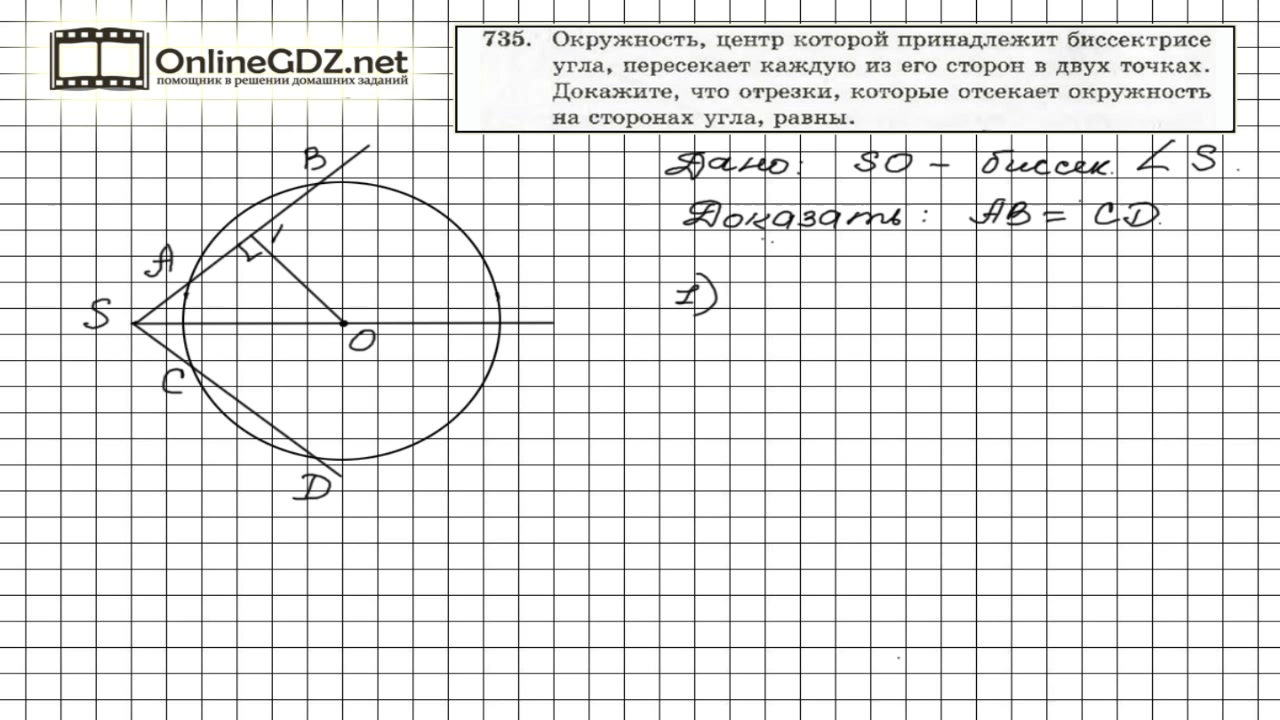 OnlineGDZ.net
помощник в решении домашних заданий
735. Окружность, центр которой принадлежит биссектрисе
угла, пересекает каждую из его сторон в двух точках.
Докажите, что отрезки, которые отсекает окружность
на сторонах угла, равны.
Дано: SO – биссек. ∠ S.
Доказать: AB = CD.
1)
B
A
S
O
C
D